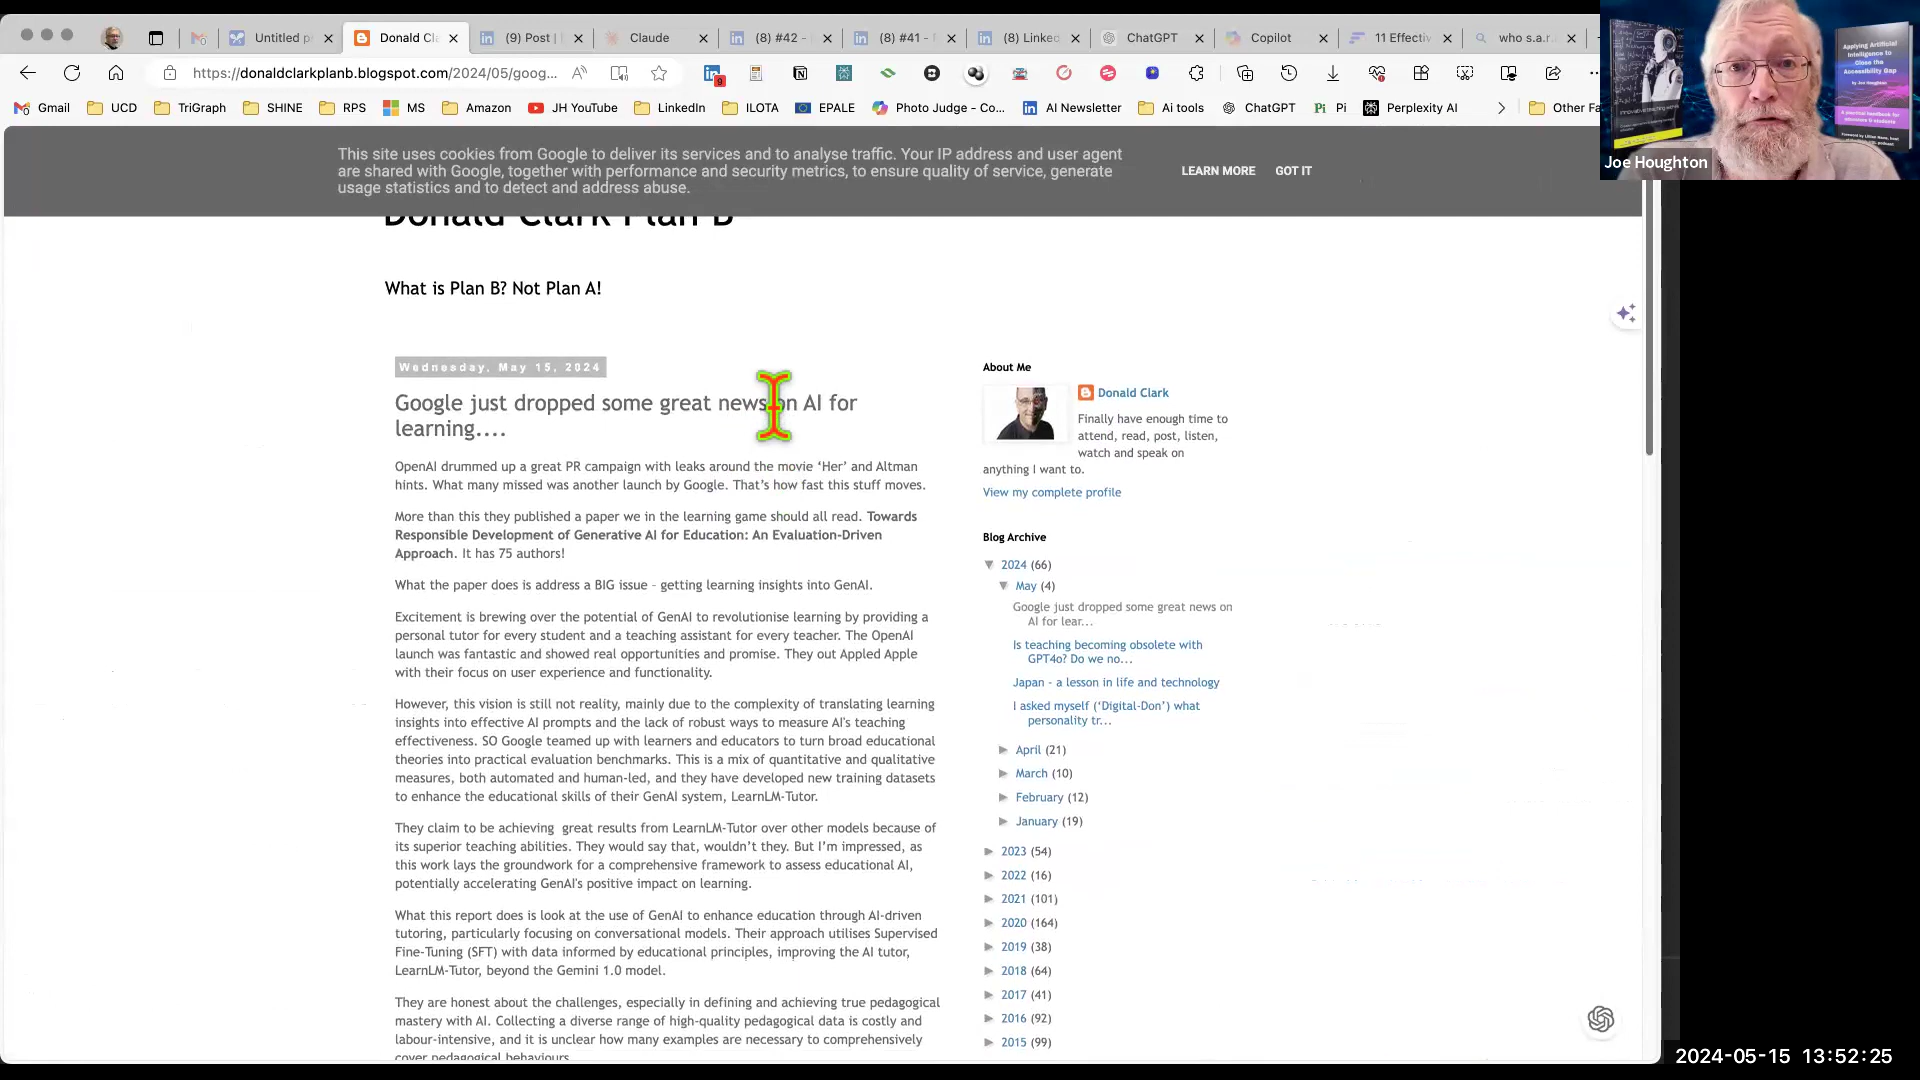 Untitled p
Donald Cla
(9) Post |
Claude
(8) #42 -
(8) #41 -
(8) Linked
ChatGPT
Copilot
11 Effectiv
who s.a.r.
https://donaldclarkplanb.blogspot.com/2024/05/goog...
9
Gmail
UCD
TriGraph
SHINE
RPS
MS
Amazon
JH YouTube
LinkedIn
ILOTA
EPALE
Photo Judge - Co...
AI Newsletter
Ai tools
ChatGPT
Pi
Perplexity AI
Other Fa
Applying Artificial
Intelligence to
Close the
Accessibility Gap
Joe Houghton
This site uses cookies from Google to deliver its services and to analyse traffic. Your IP address and user agent
are shared with Google, together with performance and security metrics, to ensure quality of service, generate
usage statistics and to detect and address abuse.
LEARN MORE
GOT IT
Donald Clark Plan B
What is Plan B? Not Plan A!
Wednesday, May 15, 2024
Google just dropped some great news on AI for
learning....
OpenAI drummed up a great PR campaign with leaks around the movie ‘Her’ and Altman
hints. What many missed was another launch by Google. That’s how fast this stuff moves.
More than this they published a paper we in the learning game should all read. Towards
Responsible Development of Generative AI for Education: An Evaluation-Driven
Approach. It has 75 authors!
What the paper does is address a BIG issue - getting learning insights into GenAI.
Excitement is brewing over the potential of GenAI to revolutionise learning by providing a
personal tutor for every student and a teaching assistant for every teacher. The OpenAI
launch was fantastic and showed real opportunities and promise. They out Appled Apple
with their focus on user experience and functionality.
However, this vision is still not reality, mainly due to the complexity of translating learning
insights into effective AI prompts and the lack of robust ways to measure AI's teaching
effectiveness. SO Google teamed up with learners and educators to turn broad educational
theories into practical evaluation benchmarks. This is a mix of quantitative and qualitative
measures, both automated and human-led, and they have developed new training datasets
to enhance the educational skills of their GenAI system, LearnLM-Tutor.
They claim to be achieving great results from LearnLM-Tutor over other models because of
its superior teaching abilities. They would say that, wouldn’t they. But I’m impressed, as
this work lays the groundwork for a comprehensive framework to assess educational AI,
potentially accelerating GenAI's positive impact on learning.
What this report does is look at the use of GenAI to enhance education through AI-driven
tutoring, particularly focusing on conversational models. Their approach utilises Supervised
Fine-Tuning (SFT) with data informed by educational principles, improving the AI tutor,
LearnLM-Tutor, beyond the Gemini 1.0 model.
They are honest about the challenges, especially in defining and achieving true pedagogical
mastery with AI. Collecting a diverse range of high-quality pedagogical data is costly and
labour-intensive, and it is unclear how many examples are necessary to comprehensively
cover pedagogical behaviours
About Me
Donald Clark
Finally have enough time to
attend, read, post, listen,
watch and speak on
anything I want to.
View my complete profile
Blog Archive
▼ 2024 (66)
▼ May (4)
Google just dropped some great news on
AI for lear...
Is teaching becoming obsolete with
GPT4o? Do we no...
Japan - a lesson in life and technology
I asked myself (‘Digital-Don’) what
personality tr...
► April (21)
► March (10)
► February (12)
► January (19)
► 2023 (54)
► 2022 (16)
► 2021 (101)
► 2020 (164)
► 2019 (38)
► 2018 (64)
► 2017 (41)
► 2016 (92)
► 2015 (99)
2024-05-15 13:52:25